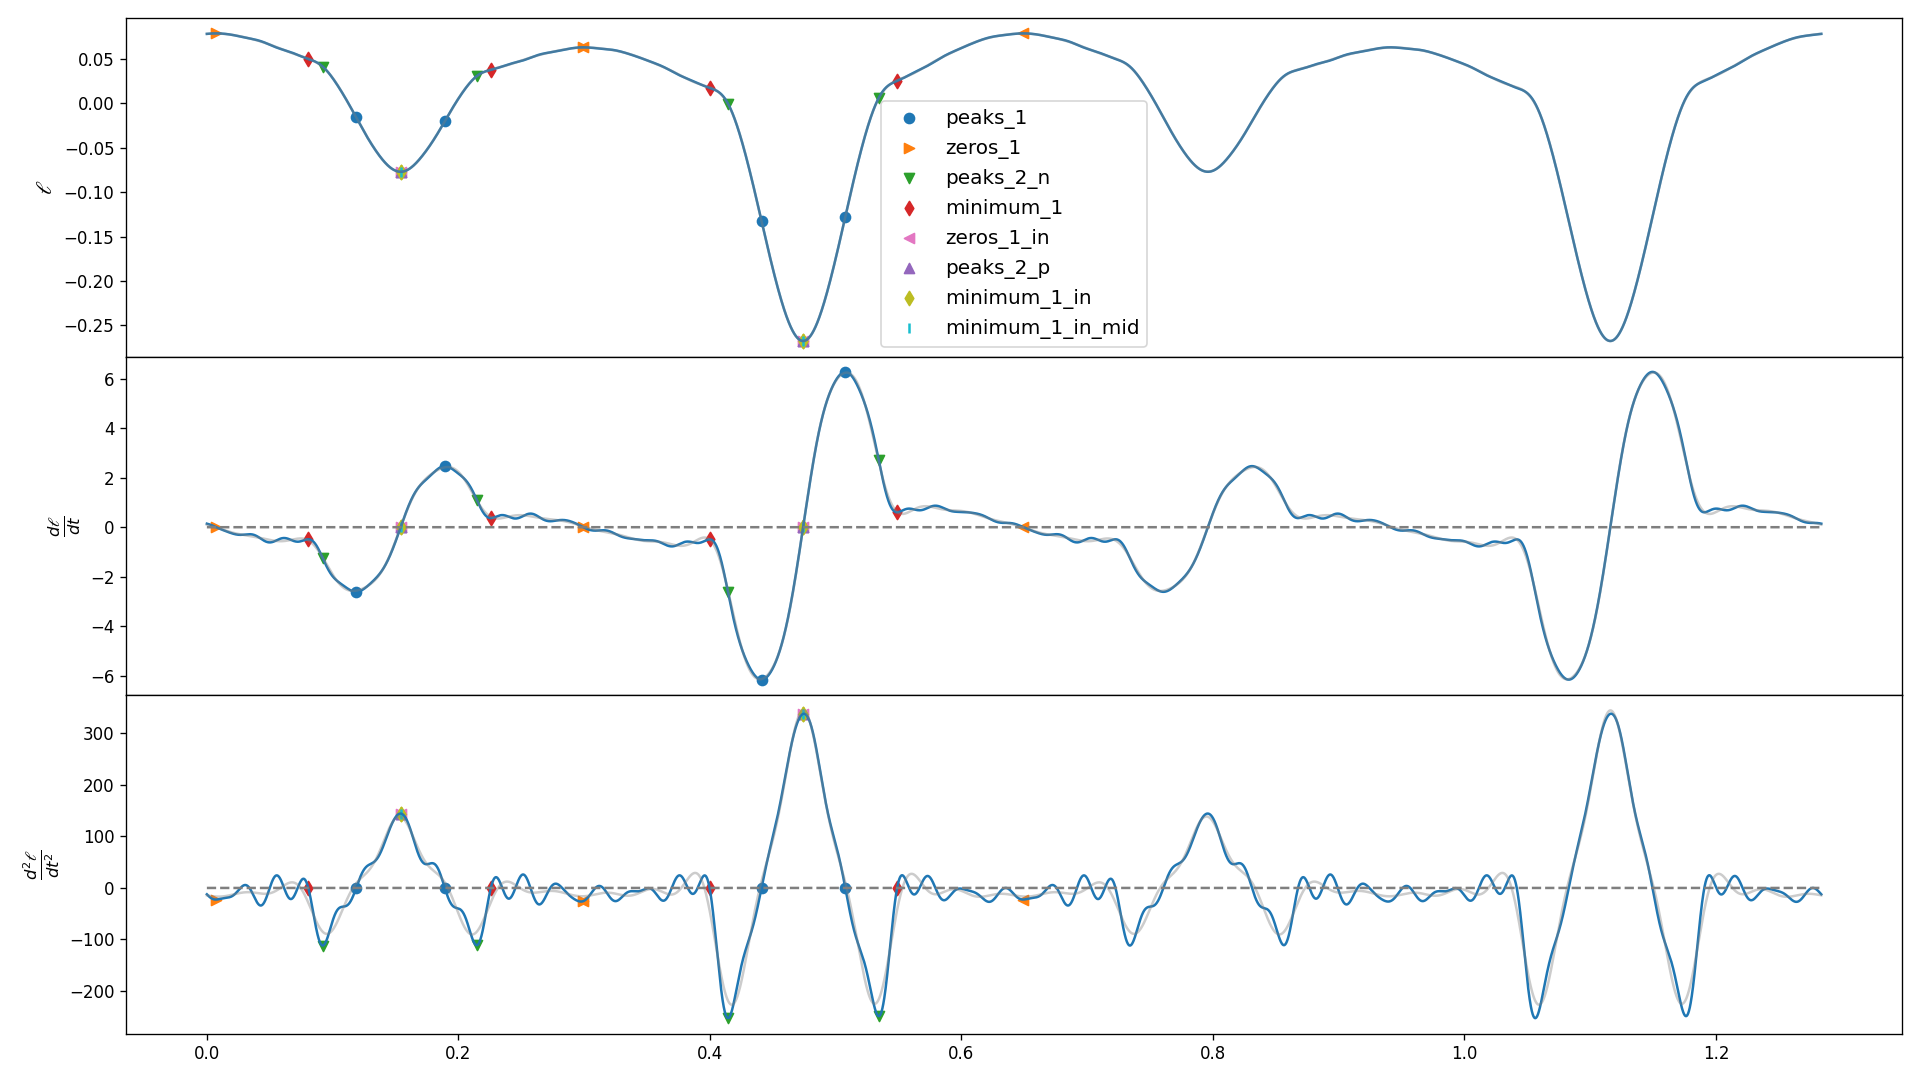 0.05
0.00
−0.05
−0.10
−0.15
−0.20
−0.25
ℓ
peaks_1
zeros_1
peaks_2_n
minimum_1
zeros_1_in
peaks_2_p
minimum_1_in
minimum_1_in_mid
6
4
2
0
−2
−4
−6
dℓ
dt
300
200
100
0
−100
−200
d²ℓ
dt²
0.0 0.2 0.4 0.6 0.8 1.0 1.2